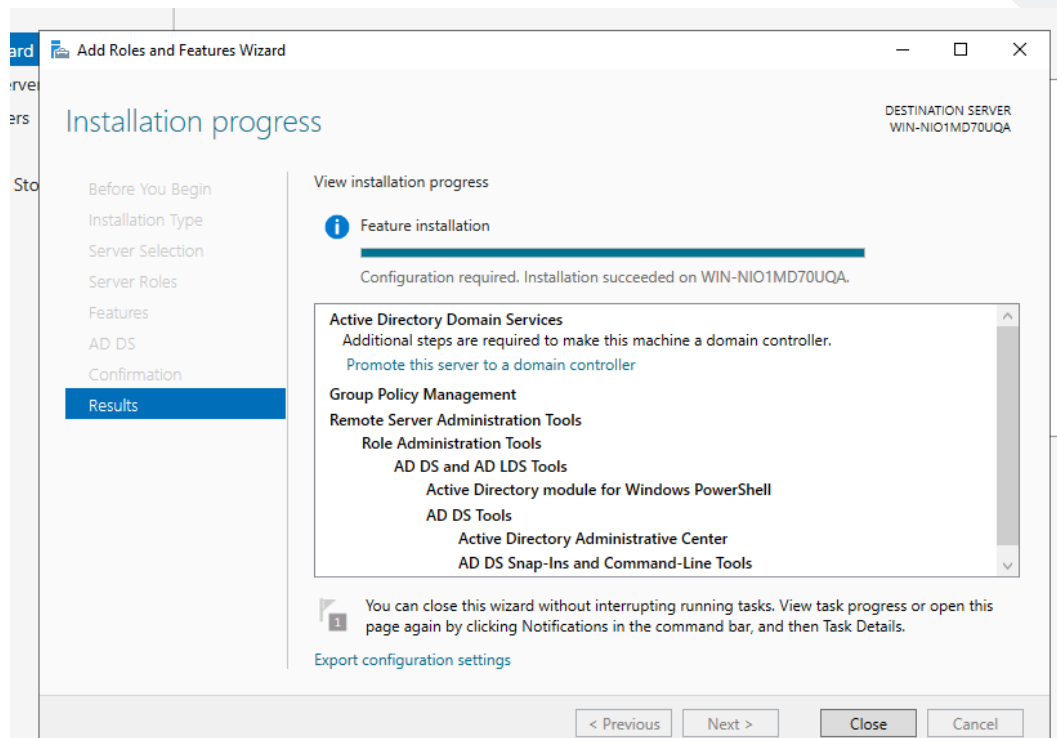 Add Roles and Features Wizard
ard
rver
ers
Sto
Installation progress
DESTINATION SERVER
WIN-NIO1MD70UQA
Before You Begin
Installation Type
Server Selection
Server Roles
Features
AD DS
Confirmation
Results
View installation progress
Feature installation
Configuration required. Installation succeeded on WIN-NIO1MD70UQA.
Active Directory Domain Services
Additional steps are required to make this machine a domain controller.
Promote this server to a domain controller
Group Policy Management
Remote Server Administration Tools
Role Administration Tools
AD DS and AD LDS Tools
Active Directory module for Windows PowerShell
AD DS Tools
Active Directory Administrative Center
AD DS Snap-Ins and Command-Line Tools
1
You can close this wizard without interrupting running tasks. View task progress or open this
page again by clicking Notifications in the command bar, and then Task Details.
Export configuration settings
< Previous
Next >
Close
Cancel